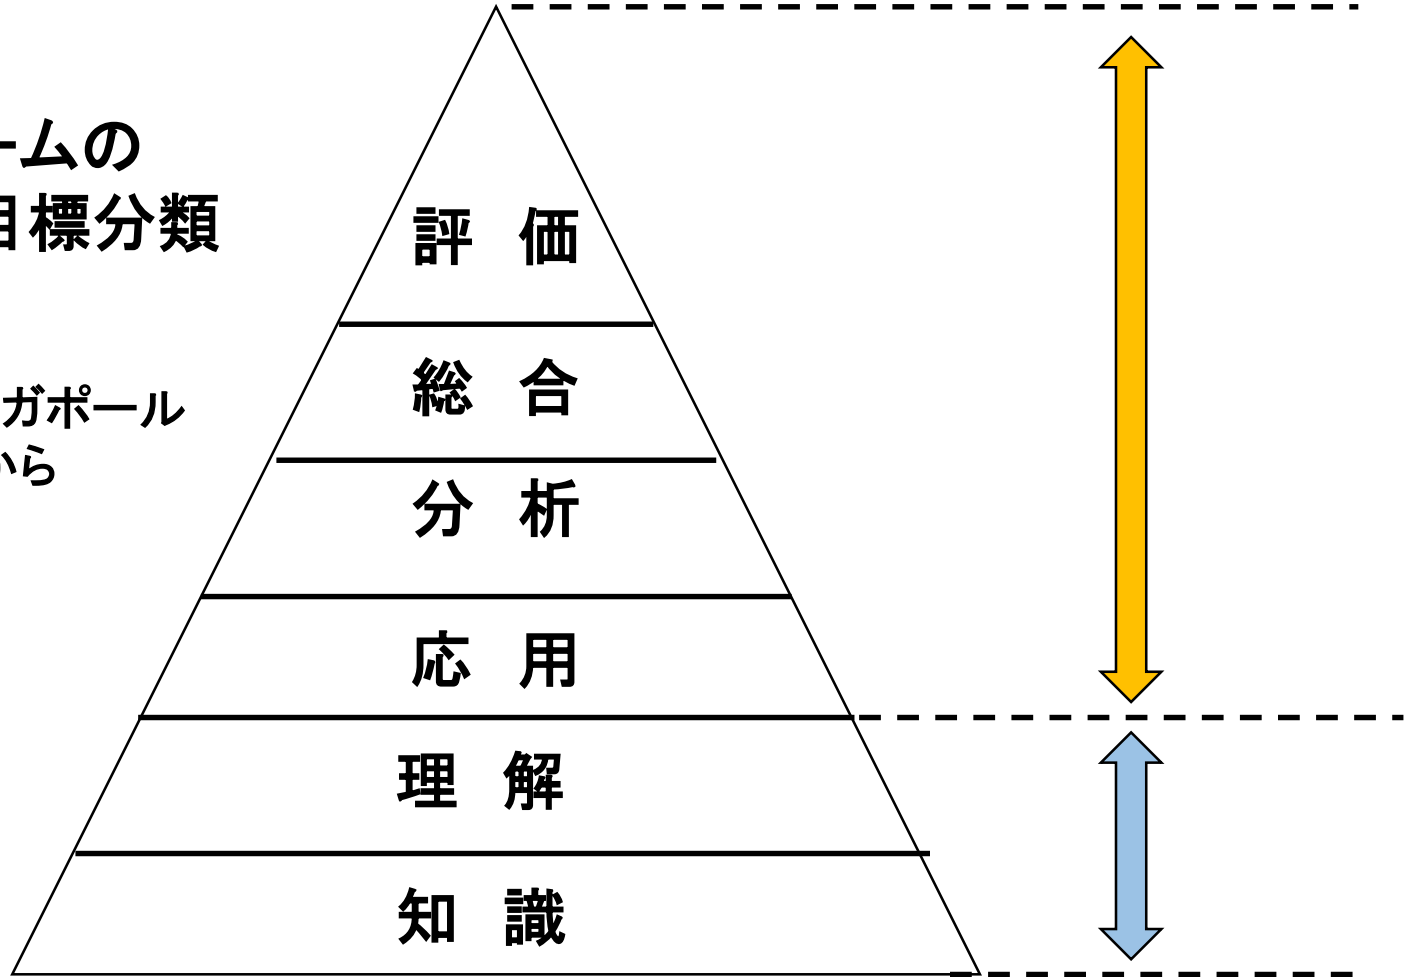 ームの
目標分類
評 価
総 合
ガポール
から
分 析
応 用
理 解
知 識